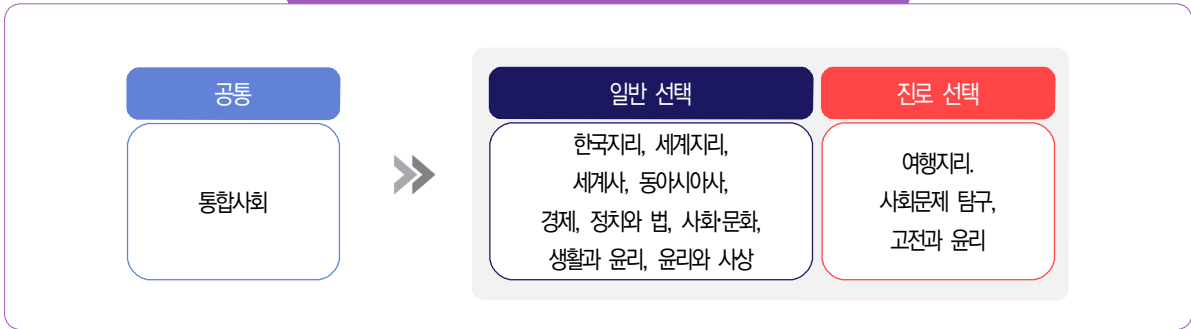 공통
통합사회
일반 선택
한국지리, 세계지리,
세계사, 동아시아사,
경제, 정치와 법, 사회·문화,
생활과 윤리, 윤리와 사상
진로 선택
여행지리.
사회문제 탐구,
고전과 윤리